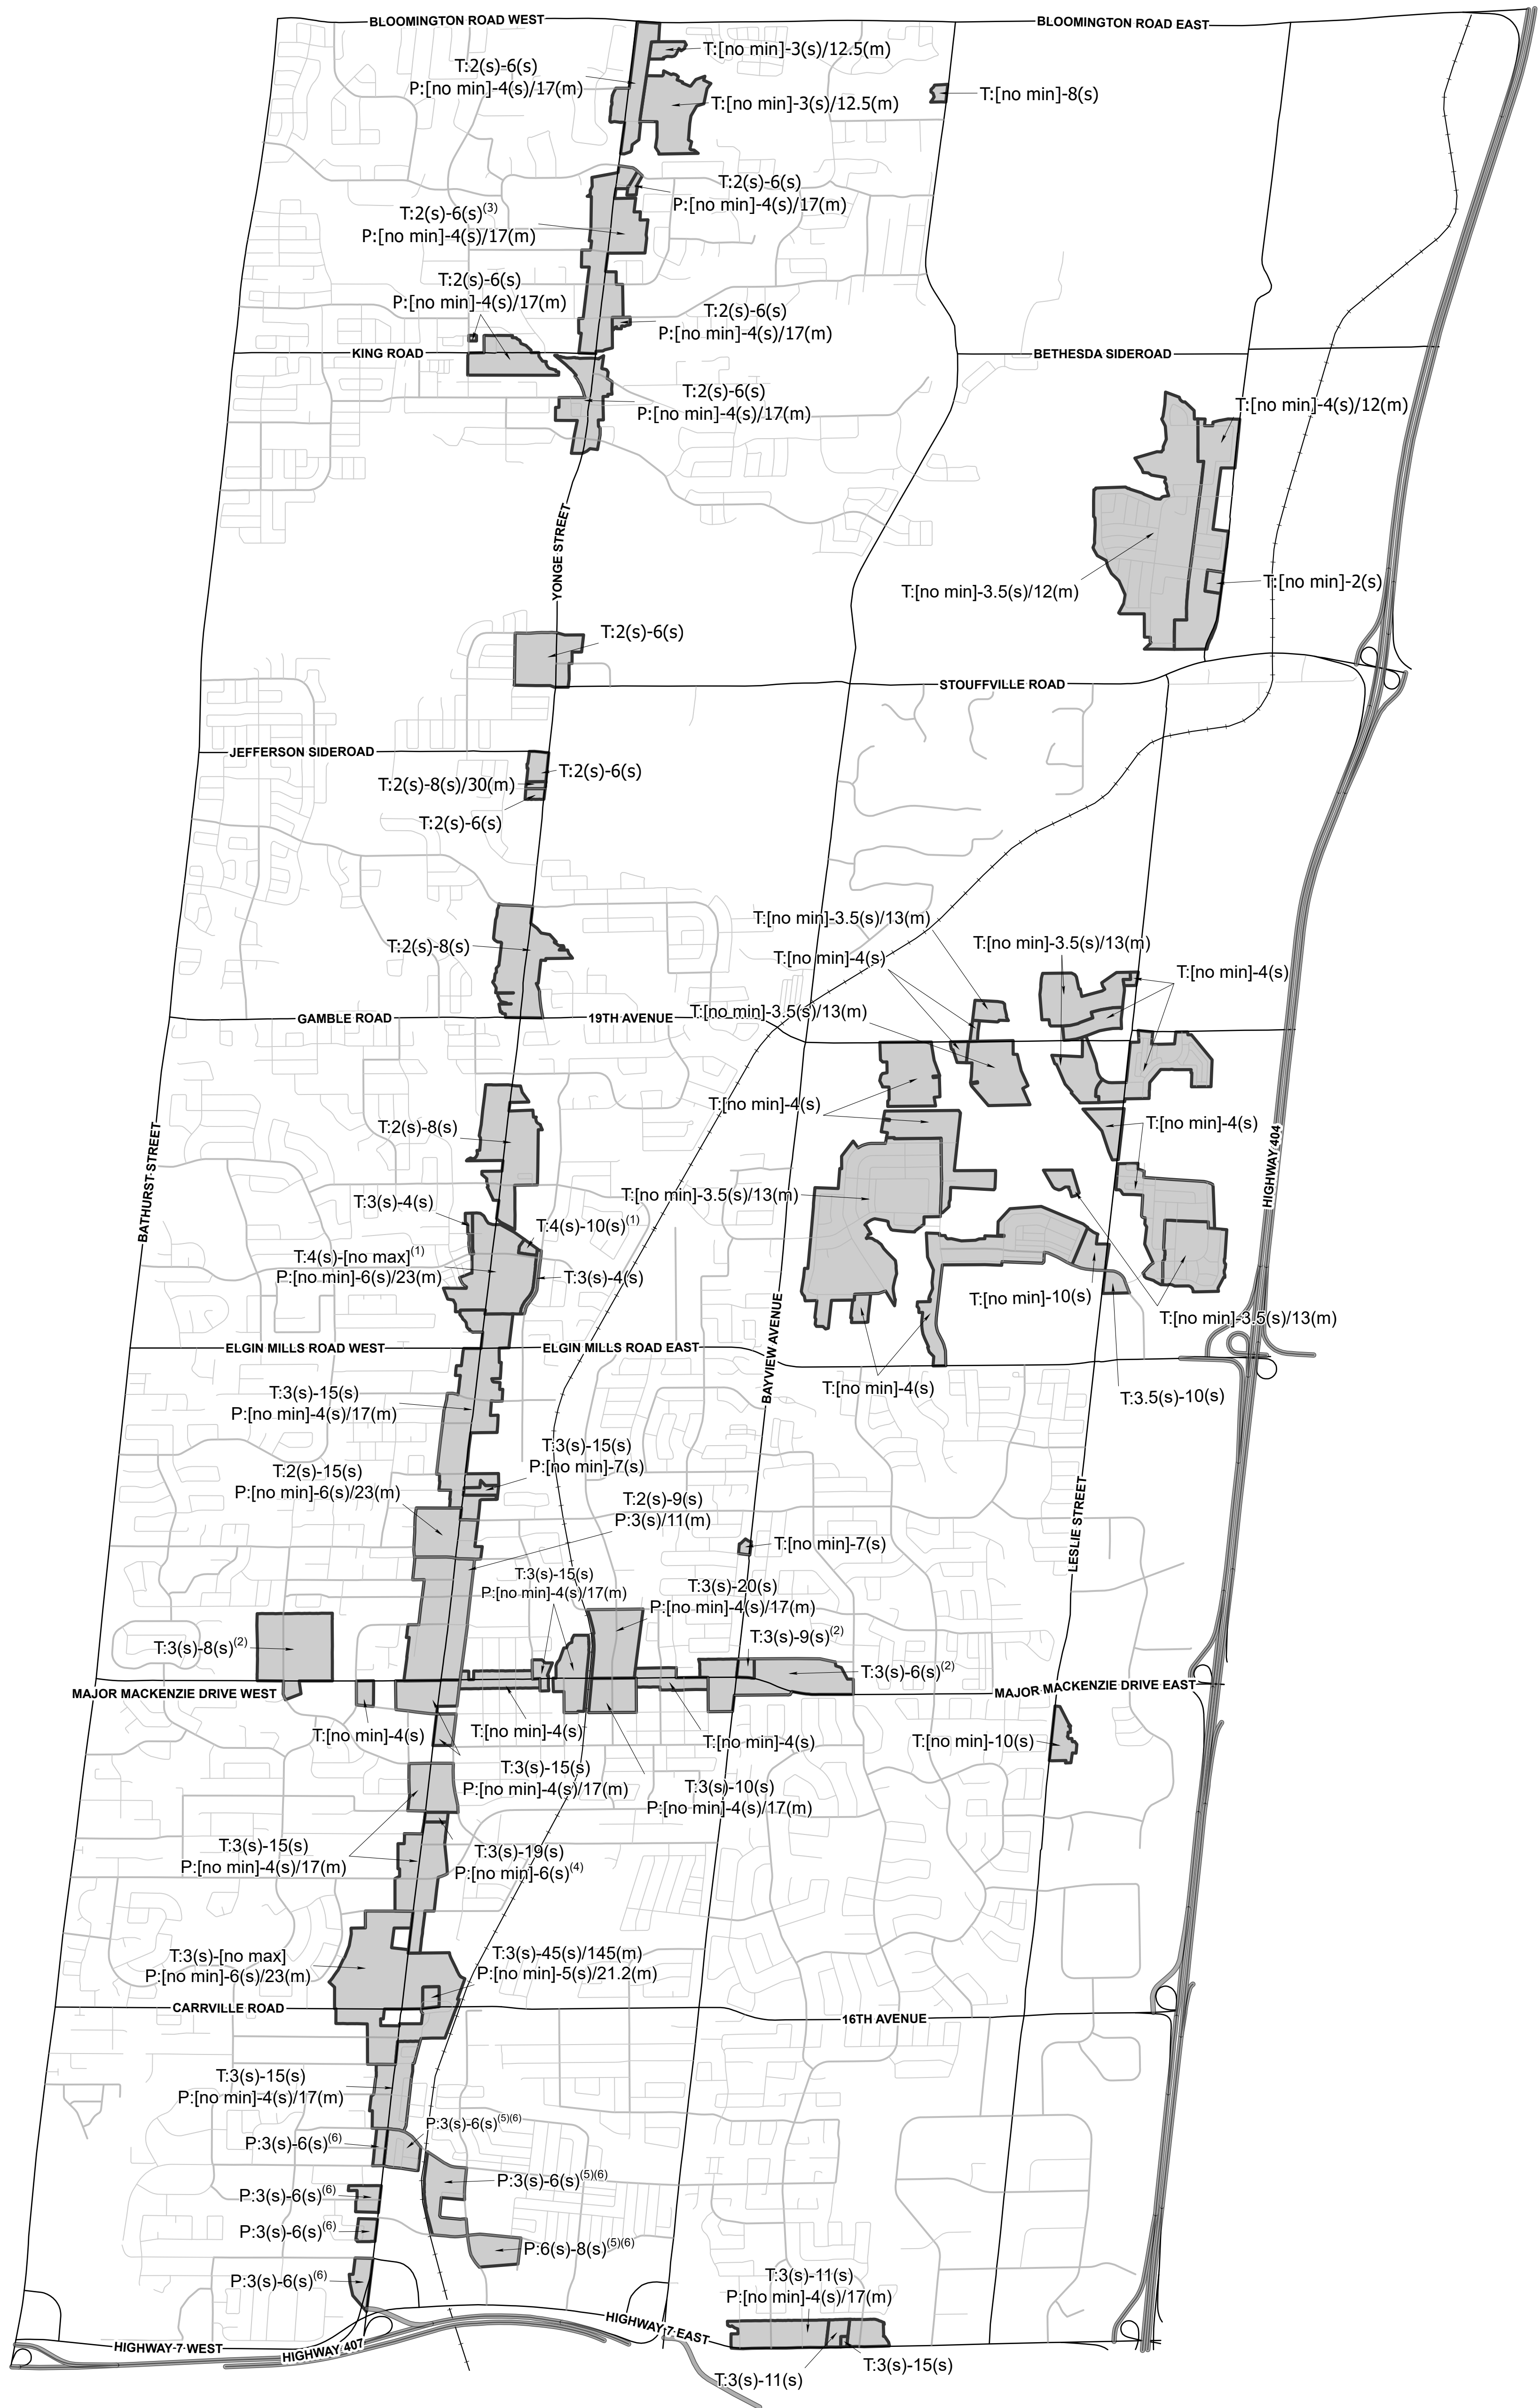 BLOOMINGTON ROAD WEST
BLOOMINGTON ROAD EAST
T:[no min]-3(s)/12.5(m)
T:2(s)-6(s)
P:[no min]-4(s)/17(m)
T:[no min]-3(s)/12.5(m)
T:[no min]-8(s)
T:2(s)-6(s)
P:[no min]-4(s)/17(m)
T:2(s)-6(s)(3)
P:[no min]-4(s)/17(m)
T:2(s)-6(s)
P:[no min]-4(s)/17(m)
T:2(s)-6(s)
P:[no min]-4(s)/17(m)
KING ROAD
BETHESDA SIDEROAD
T:2(s)-6(s)
P:[no min]-4(s)/17(m)
T:[no min]-4(s)/12(m)
YONGE STREET
T:[no min]-3.5(s)/12(m)
T:[no min]-2(s)
T:2(s)-6(s)
STOUFFVILLE ROAD
JEFFERSON SIDEROAD
T:2(s)-6(s)
T:2(s)-8(s)/30(m)
T:2(s)-6(s)
T:[no min]-3.5(s)/13(m)
T:2(s)-8(s)
T:[no min]-3.5(s)/13(m)
T:[no min]-4(s)
T:[no min]-4(s)
T:[no min]-3.5(s)/13(m)
GAMBLE ROAD
19TH AVENUE
T:[no min]-4(s)
T:2(s)-8(s)
T:[no min]-4(s)
BATHURST STREET
HIGHWAY 404
T:[no min]-3.5(s)/13(m)
T:3(s)-4(s)
T:4(s)-10(s)(1)
T:4(s)-[no max](1)
P:[no min]-6(s)/23(m)
T:3(s)-4(s)
T:[no min]-10(s)
T:[no min]-3.5(s)/13(m)
ELGIN MILLS ROAD WEST
ELGIN MILLS ROAD EAST
BAYVIEW AVENUE
T:[no min]-4(s)
T:3.5(s)-10(s)
T:3(s)-15(s)
P:[no min]-4(s)/17(m)
T:3(s)-15(s)
P:[no min]-7(s)
T:2(s)-15(s)
P:[no min]-6(s)/23(m)
T:2(s)-9(s)
P:3(s)/11(m)
LESLIE STREET
T:[no min]-7(s)
T:3(s)-15(s)
P:[no min]-4(s)/17(m)
T:3(s)-20(s)
P:[no min]-4(s)/17(m)
T:3(s)-8(s)(2)
T:3(s)-9(s)(2)
T:3(s)-6(s)(2)
MAJOR MACKENZIE DRIVE WEST
MAJOR MACKENZIE DRIVE EAST
T:[no min]-4(s)
T:[no min]-4(s)
T:[no min]-4(s)
T:[no min]-10(s)
T:3(s)-15(s)
P:[no min]-4(s)/17(m)
T:3(s)-10(s)
P:[no min]-4(s)/17(m)
T:3(s)-15(s)
P:[no min]-4(s)/17(m)
T:3(s)-19(s)
P:[no min]-6(s)(4)
T:3(s)-[no max]
P:[no min]-6(s)/23(m)
T:3(s)-45(s)/145(m)
P:[no min]-5(s)/21.2(m)
CARRVILLE ROAD
16TH AVENUE
T:3(s)-15(s)
P:[no min]-4(s)/17(m)
P:3(s)-6(s)(5)(6)
P:3(s)-6(s)(6)
P:3(s)-6(s)(5)(6)
P:3(s)-6(s)(6)
P:3(s)-6(s)(6)
P:6(s)-8(s)(5)(6)
P:3(s)-6(s)(6)
T:3(s)-11(s)
P:[no min]-4(s)/17(m)
HIGHWAY 7 WEST
HIGHWAY 407
HIGHWAY 7 EAST
T:3(s)-15(s)
T:3(s)-11(s)